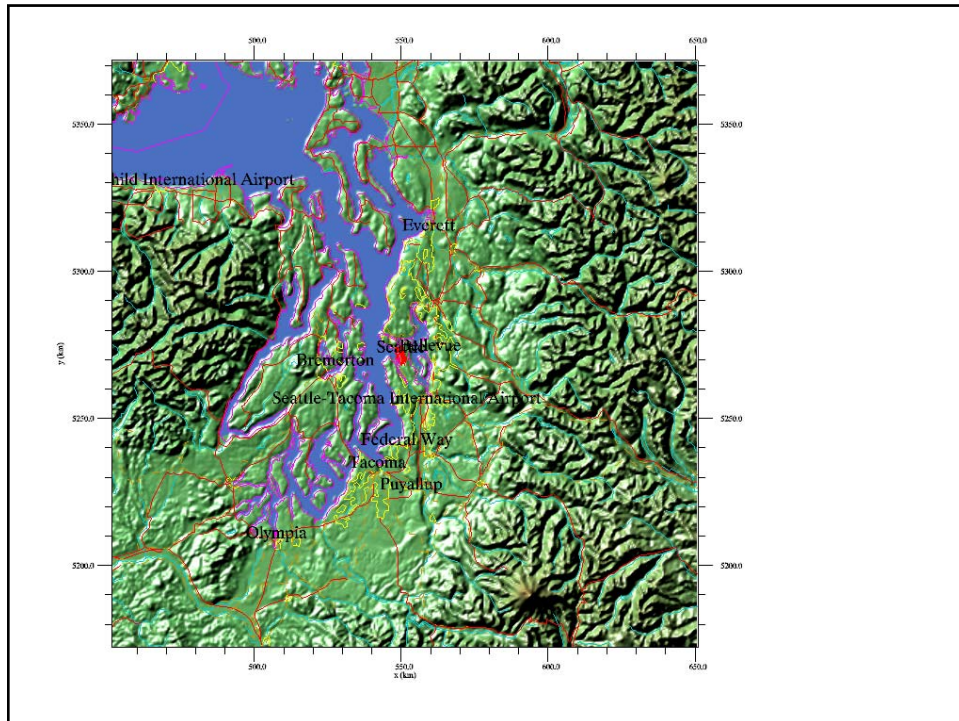 500.0 550.0 600.0 650.0
5350.0 5350.0
hild International Airport
Everett
5300.0 5300.0
y (km)
Seattle Bellevue
Bremerton
Seattle-Tacoma International Airport
5250.0 5250.0
Federal Way
Tacoma
Puyallup
Olympia
5200.0 5200.0
500.0 550.0 600.0 650.0
x (km)